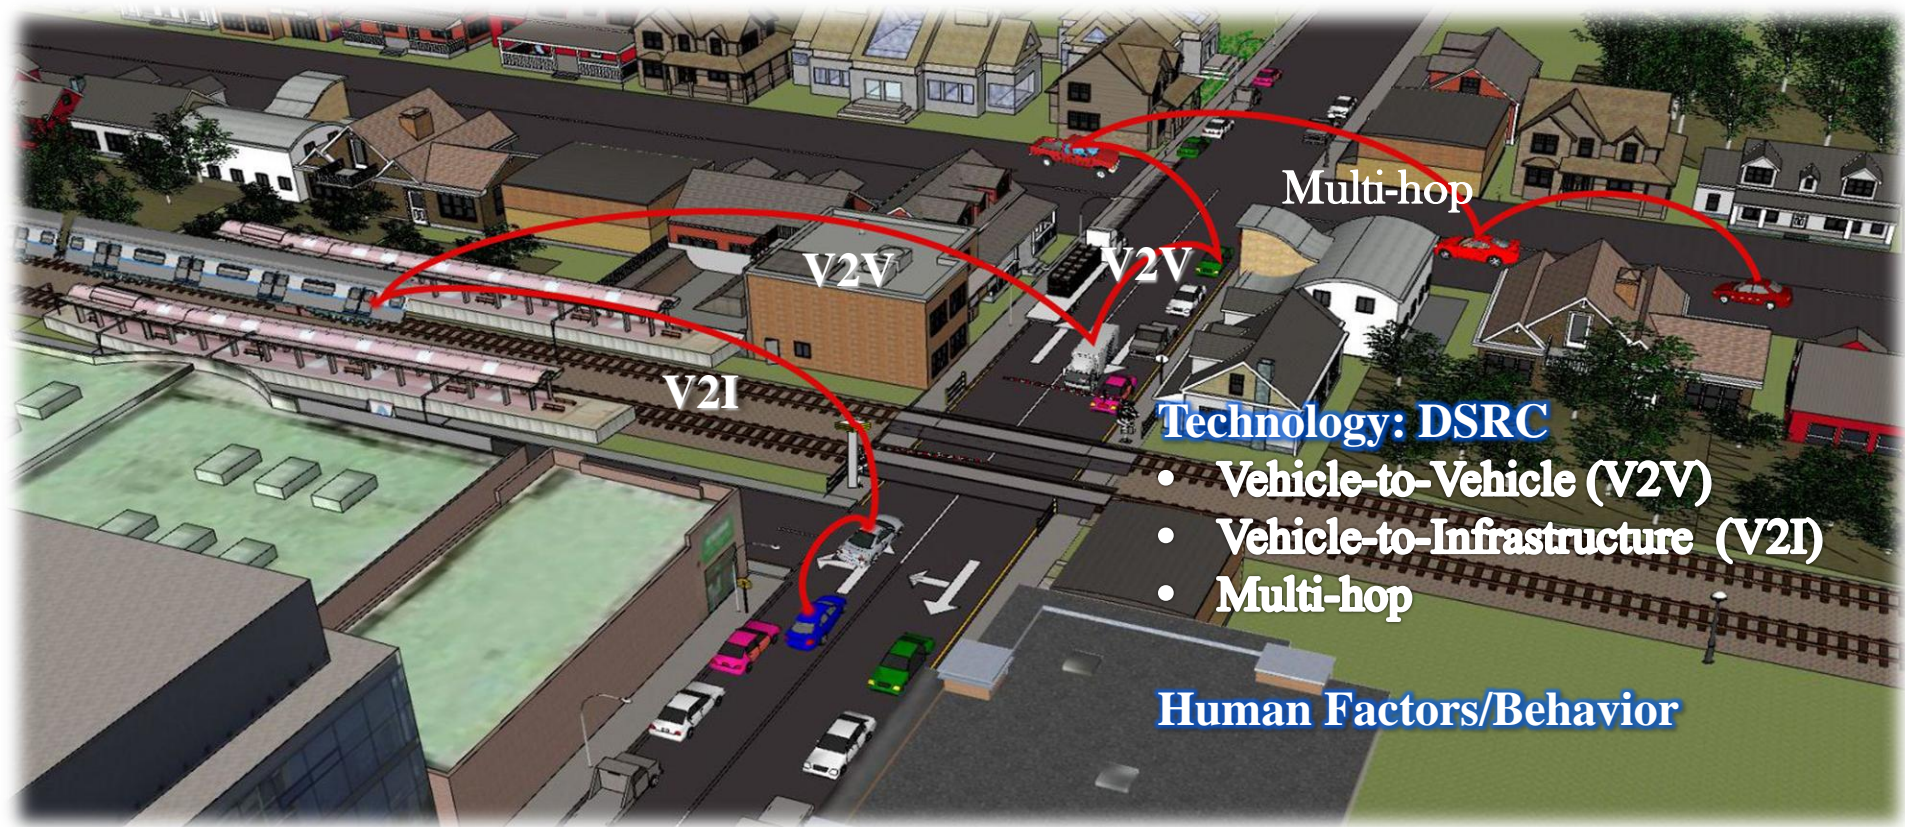 Multi-hop
V2V
V2V
V2I
Technology: DSRC
• Vehicle-to-Vehicle (V2V)
• Vehicle-to-Infrastructure (V2I)
• Multi-hop
Human Factors/Behavior